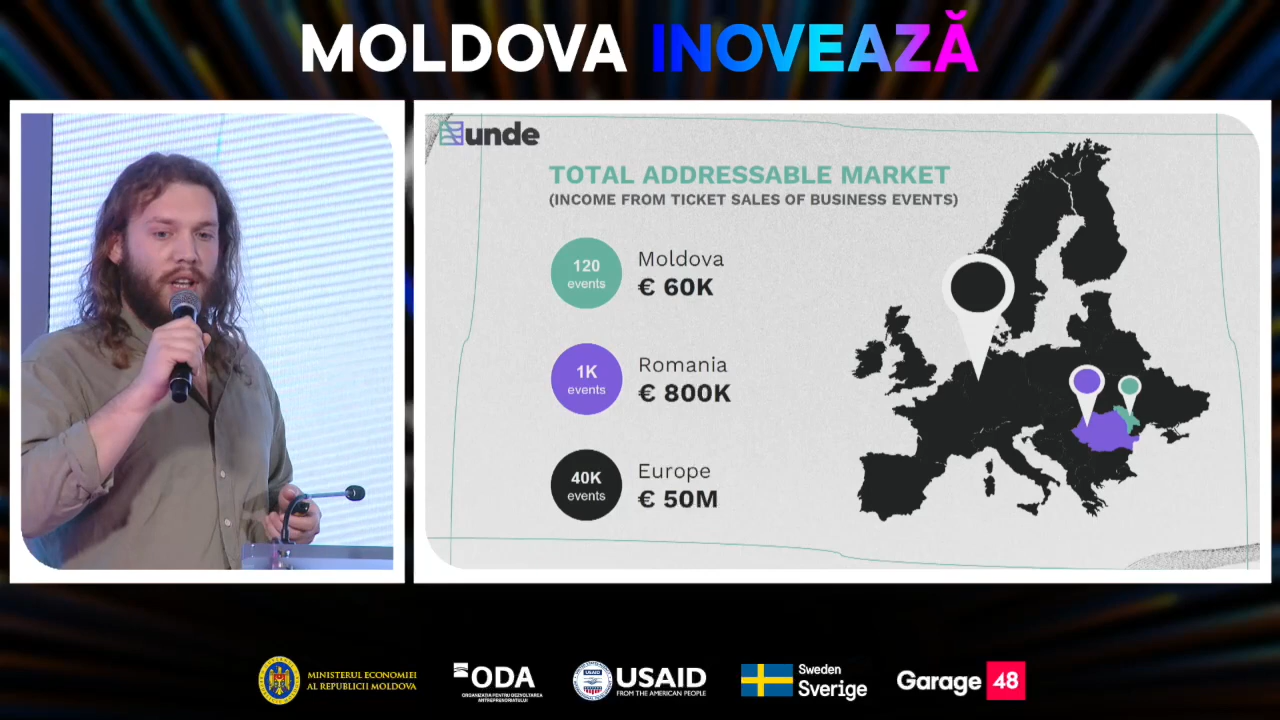 MOLDOVA INOVEAZĂ
unde
TOTAL ADDRESSABLE MARKET
(INCOME FROM TICKET SALES OF BUSINESS EVENTS)
120
events
Moldova
€ 60K
1K
events
Romania
€ 800K
40K
events
Europe
€ 50M
MINISTERUL ECONOMIEI
AL REPUBLICII MOLDOVA
ODA
ORGANIZAȚIA PENTRU DEZVOLTAREA
ANTREPRENORIATULUI
USAID
USAID
FROM THE AMERICAN PEOPLE
Sweden
Sverige
Garage 48